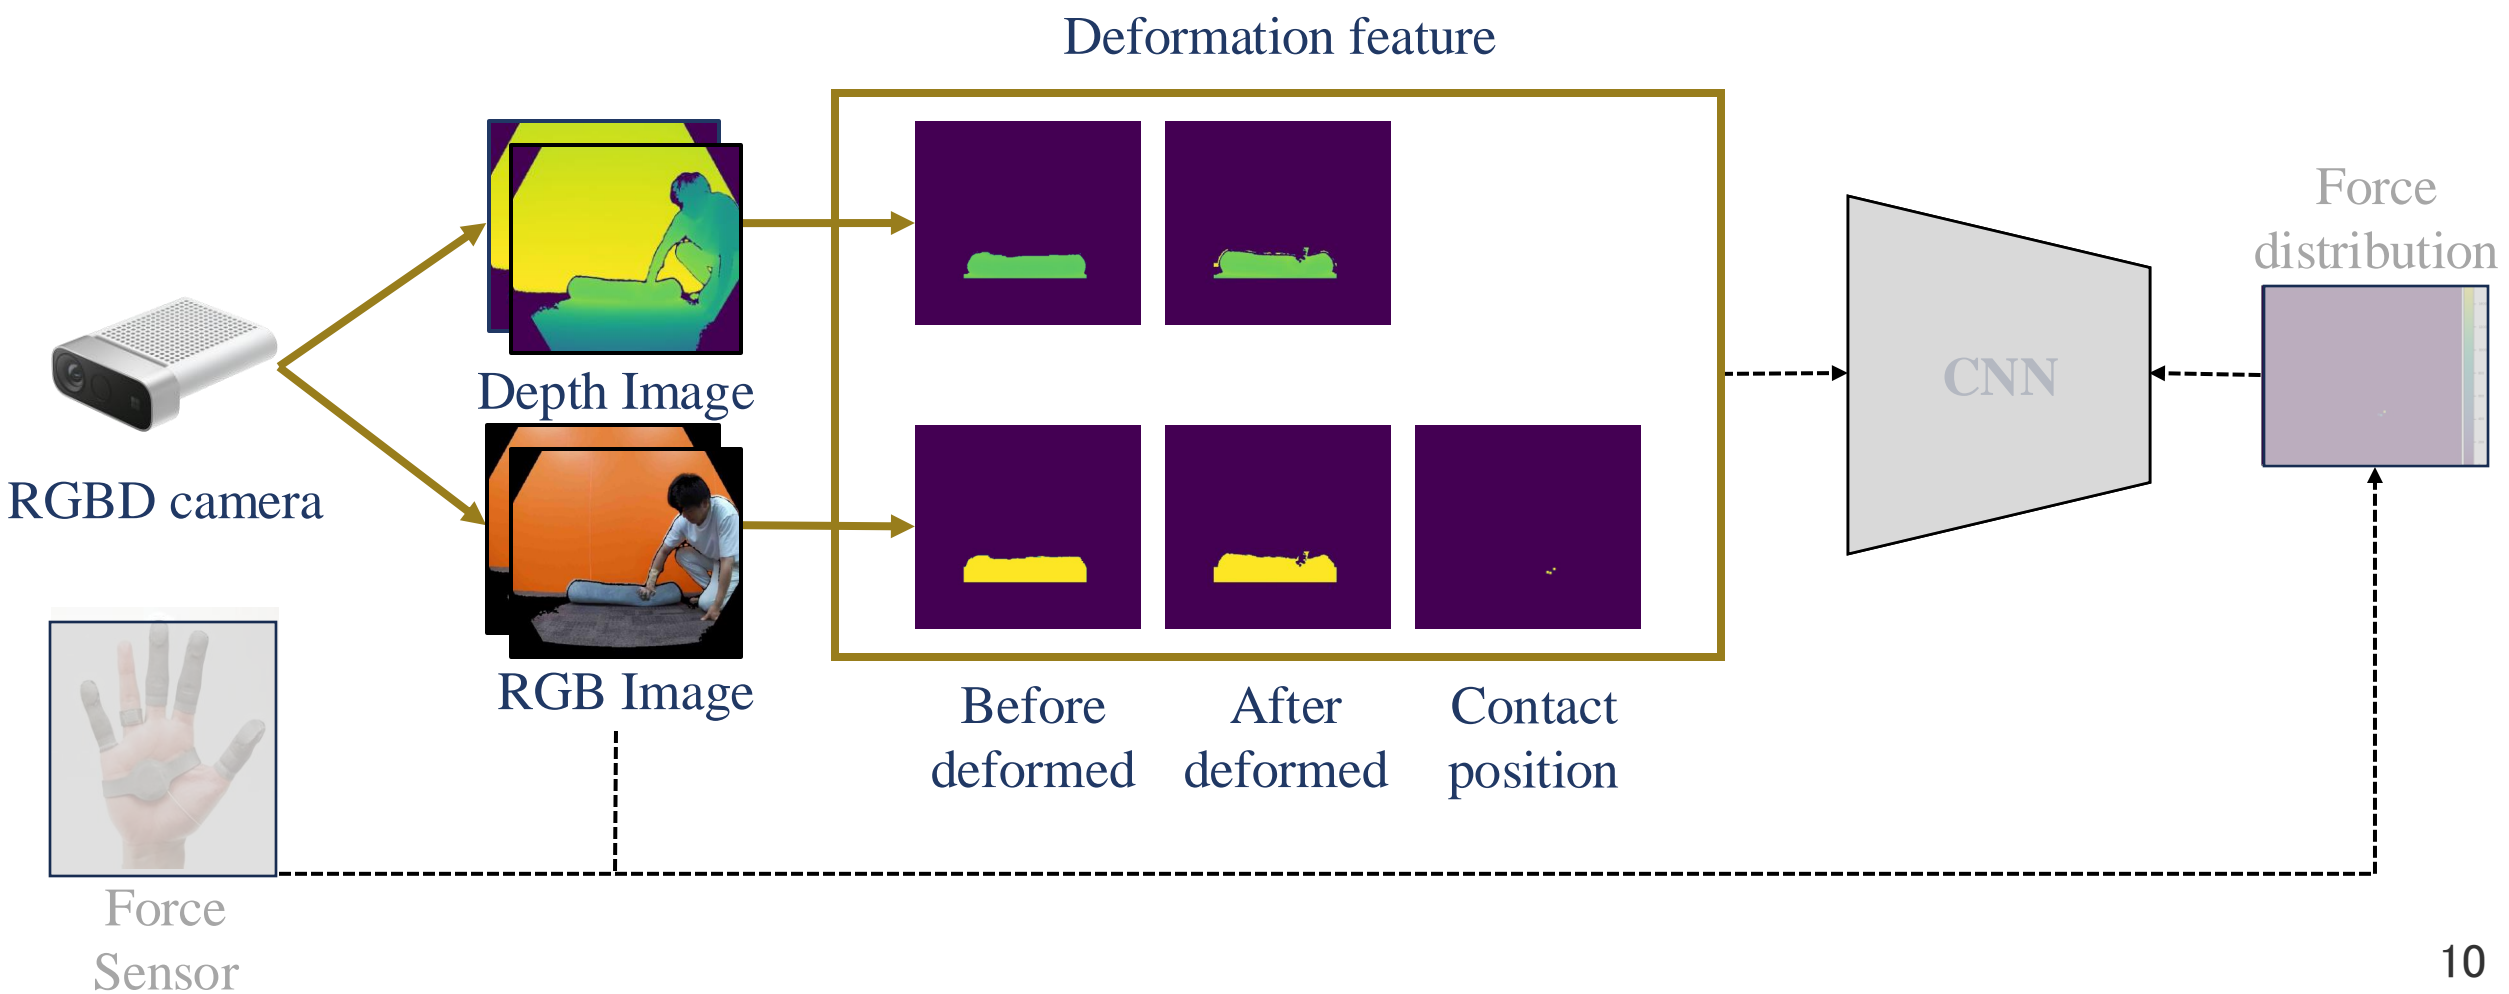 Deformation feature
Depth Image
RGBD camera
RGB Image
Before
deformed
After
deformed
Contact
position
CNN
Force
distribution
Force
Sensor
10